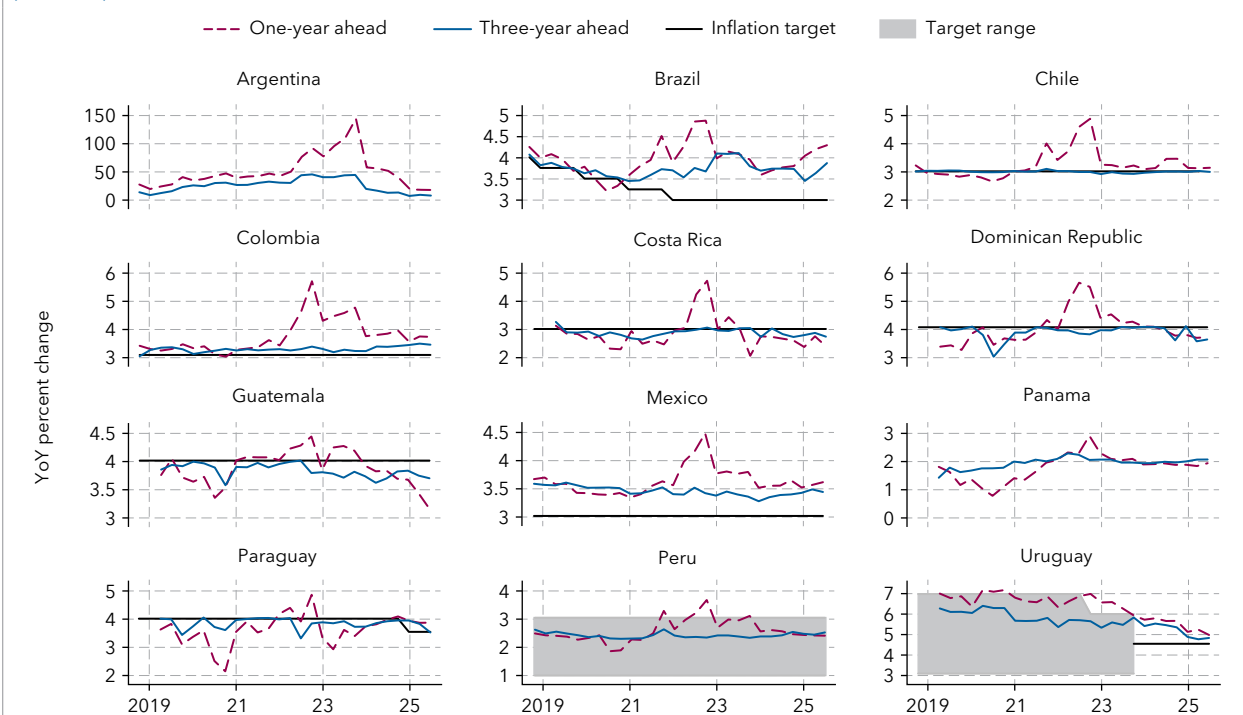 One-year ahead Three-year ahead Inflation target Target range
Argentina Brazil Chile
150 5 5
100 4.5 4
50 4 3
0 3.5 2
3
Colombia Costa Rica Dominican Republic
6 5 6
5 4 5
4 3 4
3 2 3
YoY percent change
Guatemala Mexico Panama
4.5 4.5 3
4 4 2
3.5 3.5 1
3 3 0
Paraguay Peru Uruguay
5 4 7
4 3 6
3 2 5
2 1 4
3
2019 21 23 25 2019 21 23 25 2019 21 23 25